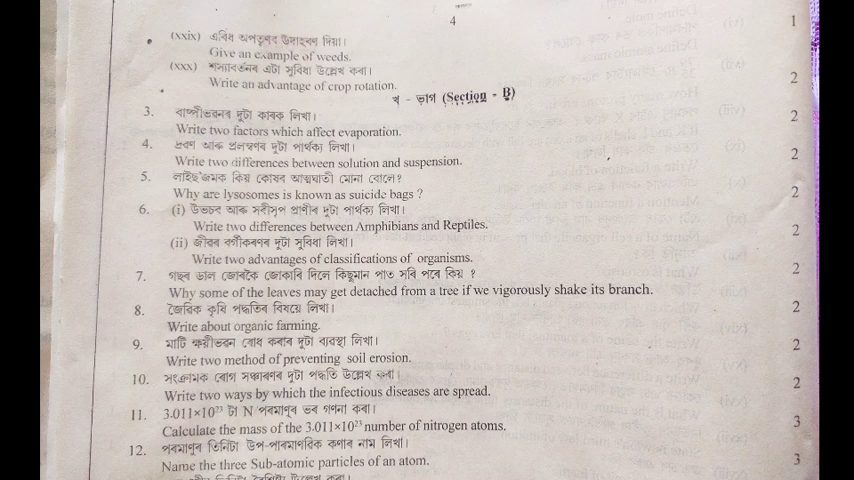 4
(xxix) এবিধ অপতৃণৰ উদাহৰণ দিয়া। 1
Give an example of weeds.
(xxx) শস্যাবৰ্তনৰ এটা সুবিধা উল্লেখ কৰা।
Write an advantage of crop rotation. 2
খ - ভাগ (Section - B)
3. বাষ্পীভৱনৰ দুটা কাৰক লিখা। 2
Write two factors which affect evaporation.
4. দ্ৰৱণ আৰু প্ৰলম্বণৰ দুটা পাৰ্থক্য লিখা। 2
Write two differences between solution and suspension.
5. লাইছ'জমক কিয় কোষৰ আত্মঘাতী মোনা বোলে? 2
Why are lysosomes is known as suicide bags ?
6. (i) উভচৰ আৰু সৰীসৃপ প্ৰাণীৰ দুটা পাৰ্থক্য লিখা। 2
Write two differences between Amphibians and Reptiles.
(ii) জীৱৰ বৰ্গীকৰণৰ দুটা সুবিধা লিখা। 2
Write two advantages of classifications of organisms.
7. গছৰ ডাল জোৰকৈ জোকাৰি দিলে কিছুমান পাত সৰি পৰে কিয় ? 2
Why some of the leaves may get detached from a tree if we vigorously shake its branch.
8. জৈৱিক কৃষি পদ্ধতিৰ বিষয়ে লিখা। 2
Write about organic farming.
9. মাটি ক্ষয়ীভৱন ৰোধ কৰাৰ দুটা ব্যৱস্থা লিখা। 2
Write two method of preventing soil erosion.
10. সংক্ৰামক ৰোগ সঞ্চাৰণৰ দুটা পদ্ধতি উল্লেখ কৰা। 2
Write two ways by which the infectious diseases are spread.
11. 3.011×10²³ টা N পৰমাণুৰ ভৰ গণনা কৰা। 3
Calculate the mass of the 3.011×10²³ number of nitrogen atoms.
12. পৰমাণুৰ তিনিটা উপ-পাৰমাণৱিক কণাৰ নাম লিখা। 3
Name the three Sub-atomic particles of an atom.